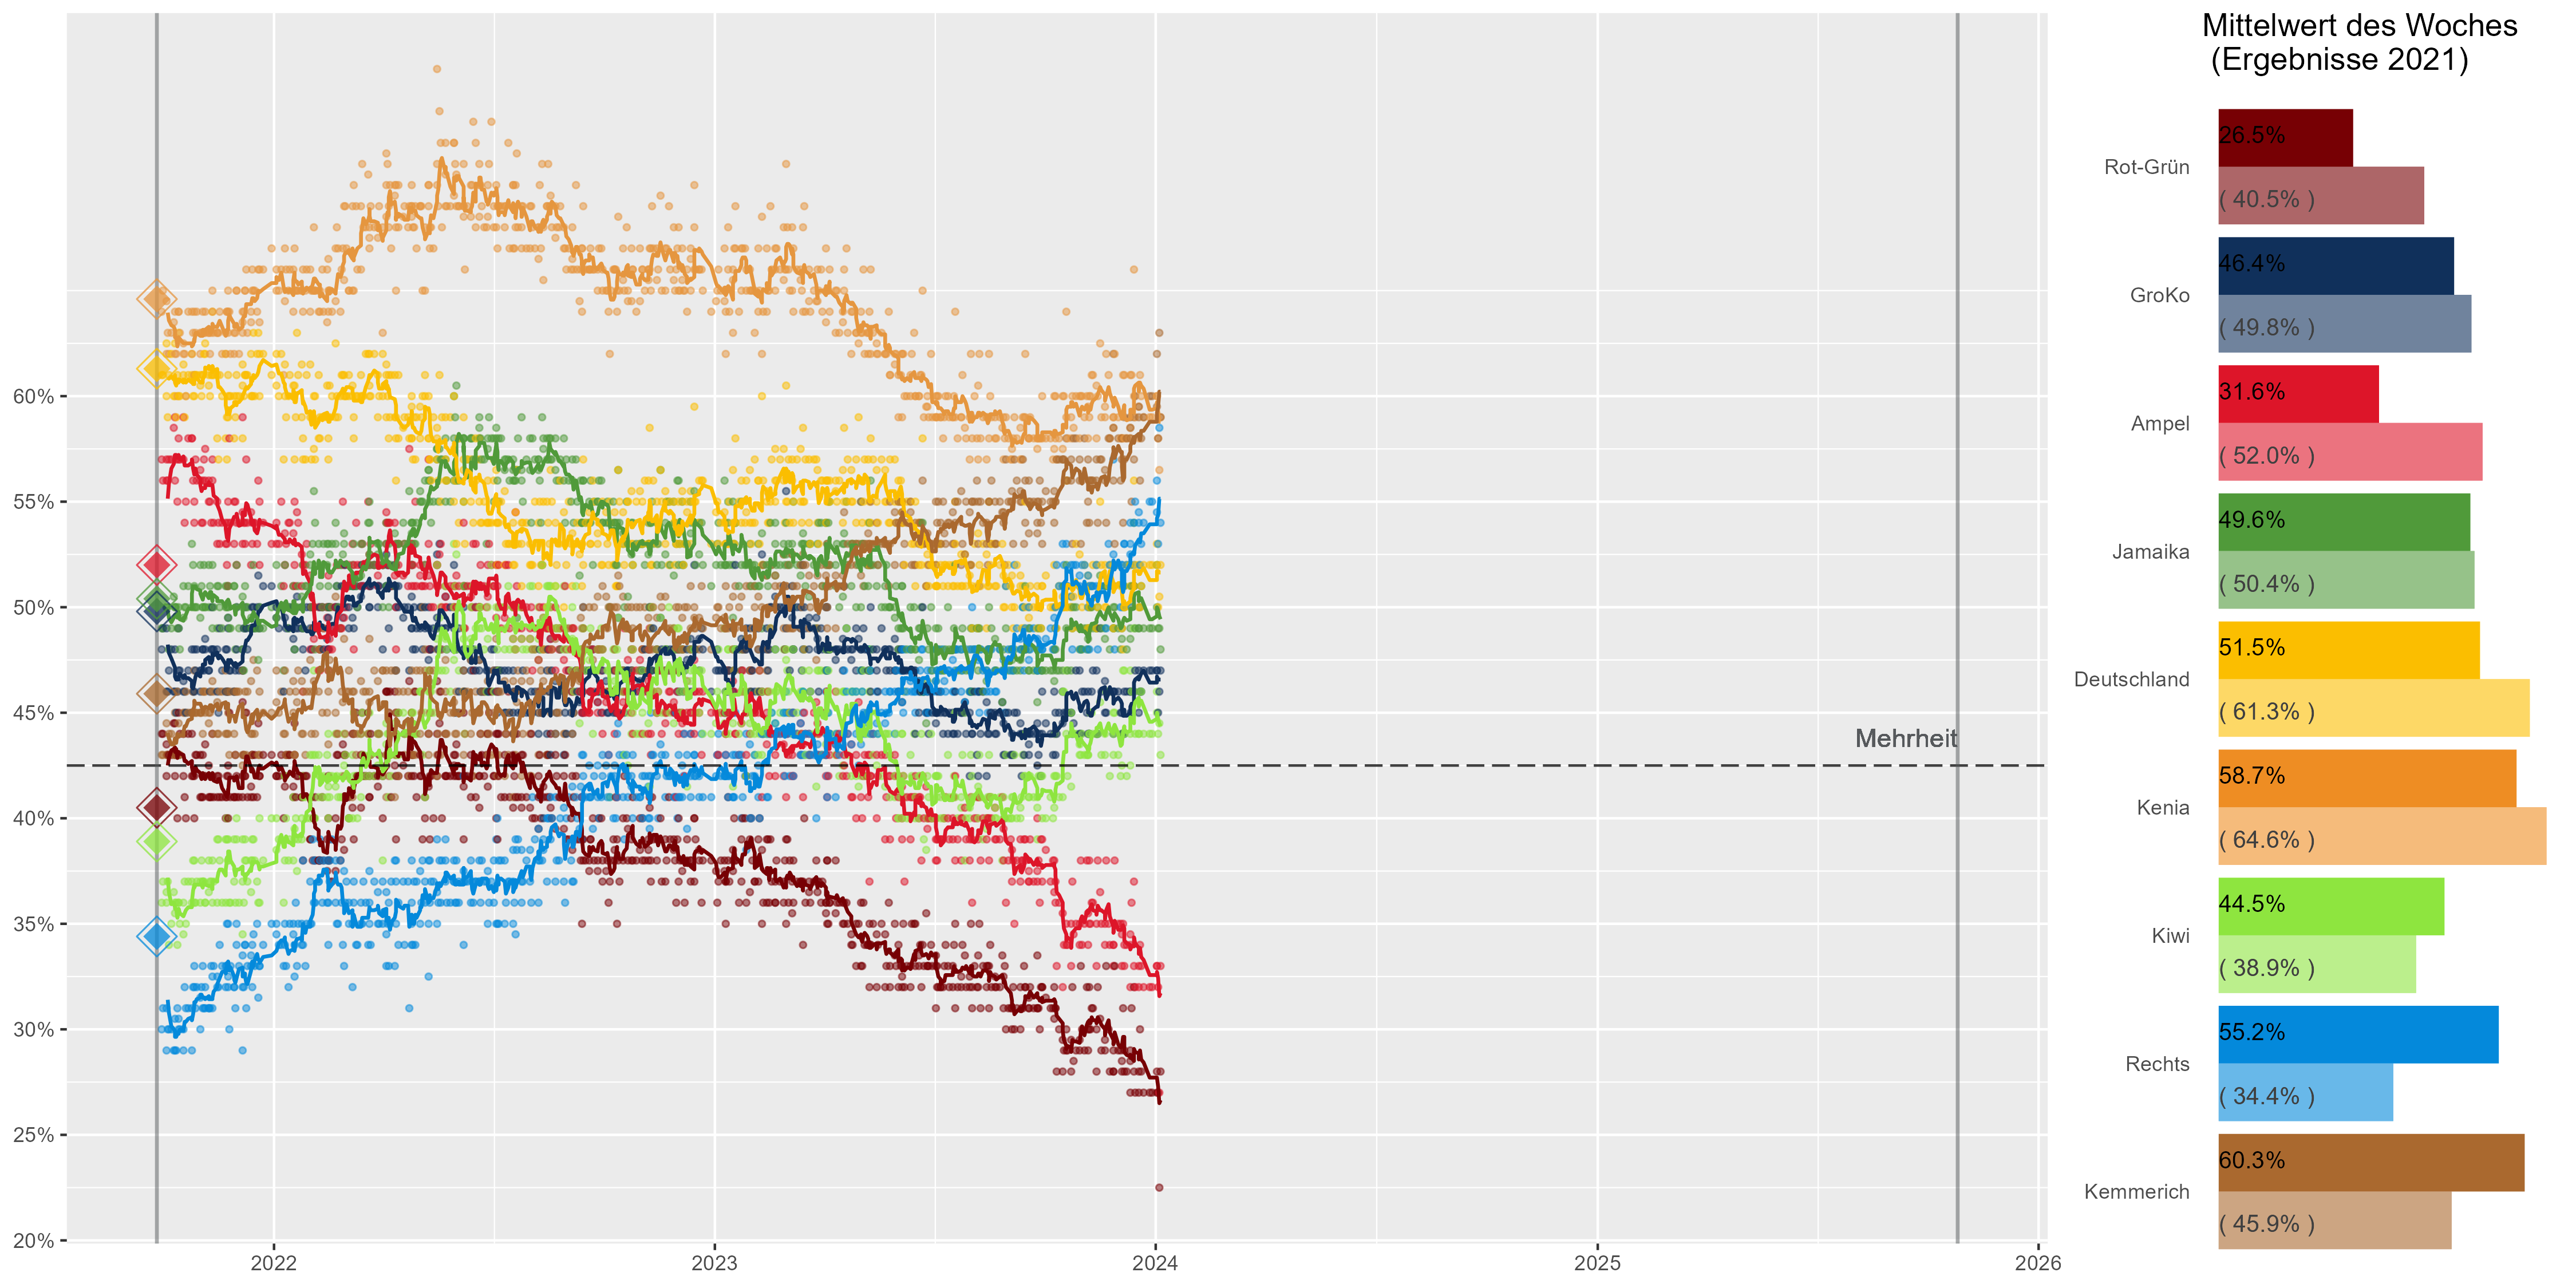 60%
55%
50%
45%
40%
35%
30%
25%
20%
2022
2023
2024
2025
2026
Mehrheit
Mittelwert des Woches
(Ergebnisse 2021)
Rot-Grün
26.5%
( 40.5% )
GroKo
46.4%
( 49.8% )
Ampel
31.6%
( 52.0% )
Jamaika
49.6%
( 50.4% )
Deutschland
51.5%
( 61.3% )
Kenia
58.7%
( 64.6% )
Kiwi
44.5%
( 38.9% )
Rechts
55.2%
( 34.4% )
Kemmerich
60.3%
( 45.9% )